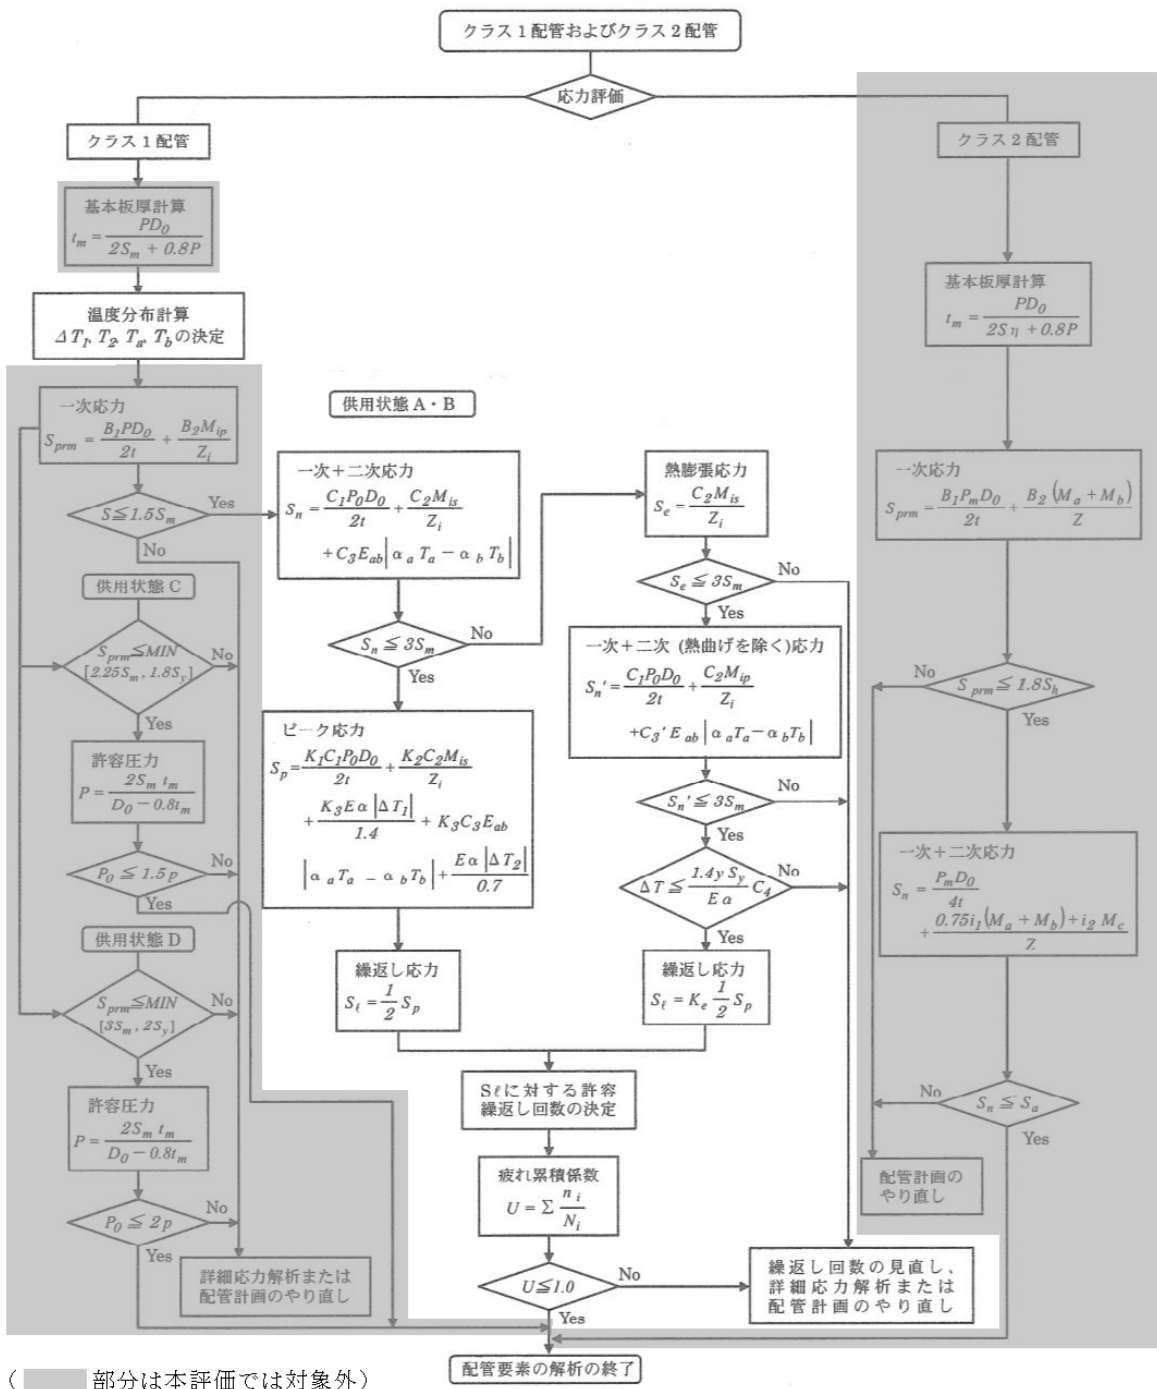 クラス1配管およびクラス2配管
応力評価
クラス1配管
基本板厚計算
t_m = PD_0 / (2S_m + 0.8P)
温度分布計算
ΔT_1, T_2, T_a, T_bの決定
一次応力
S_prm = B_1PD_0 / 2t + B_2M_ip / Z_i
S≦1.5S_m
Yes
No
供用状態C
S_prm≦MIN
[2.25S_m, 1.8S_y]
No
Yes
許容圧力
P = 2S_m t_m / (D_0 − 0.8t_m)
P_0 ≦ 1.5p
No
Yes
供用状態D
S_prm≦MIN
[3S_m, 2S_y]
No
Yes
許容圧力
P = 2S_m t_m / (D_0 − 0.8t_m)
P_0 ≦ 2p
No
Yes
詳細応力解析または
配管計画のやり直し
供用状態A・B
一次+二次応力
S_n = C_1P_0D_0 / 2t + C_2M_is / Z_i
+ C_3E_ab|α_a T_a − α_b T_b|
S_n ≦ 3S_m
No
Yes
ピーク応力
S_p = K_1C_1P_0D_0 / 2t + K_2C_2M_is / Z_i
+ K_3Eα|ΔT_1| / 1.4 + K_3C_3E_ab
|α_a T_a − α_b T_b| + Eα|ΔT_2| / 0.7
繰返し応力
S_ℓ = 1/2 S_p
熱膨張応力
S_e = C_2M_is / Z_i
S_e ≦ 3S_m
No
Yes
一次+二次 (熱曲げを除く)応力
S_n' = C_1P_0D_0 / 2t + C_2M_ip / Z_i
+C_3'E_ab|α_aT_a−α_bT_b|
S_n'≦3S_m
No
Yes
ΔT≦ 1.4y S_y / Eα C_4
No
Yes
繰返し応力
S_ℓ = K_e 1/2 S_p
Sℓに対する許容
繰返し回数の決定
疲れ累積係数
U = Σ n_i / N_i
U≦1.0
No
Yes
繰返し回数の見直し、
詳細応力解析または
配管計画のやり直し
クラス2配管
基本板厚計算
t_m = PD_0 / (2Sη + 0.8P)
一次応力
S_prm = B_1P_mD_0 / 2t + B_2(M_a + M_b) / Z
S_prm ≦ 1.8S_h
No
Yes
一次+二次応力
S_n = P_mD_0 / 4t
+ 0.75i_1(M_a + M_b)+i_2 M_c / Z
S_n ≦ S_a
No
Yes
配管計画の
やり直し
配管要素の解析の終了
( 部分は本評価では対象外)